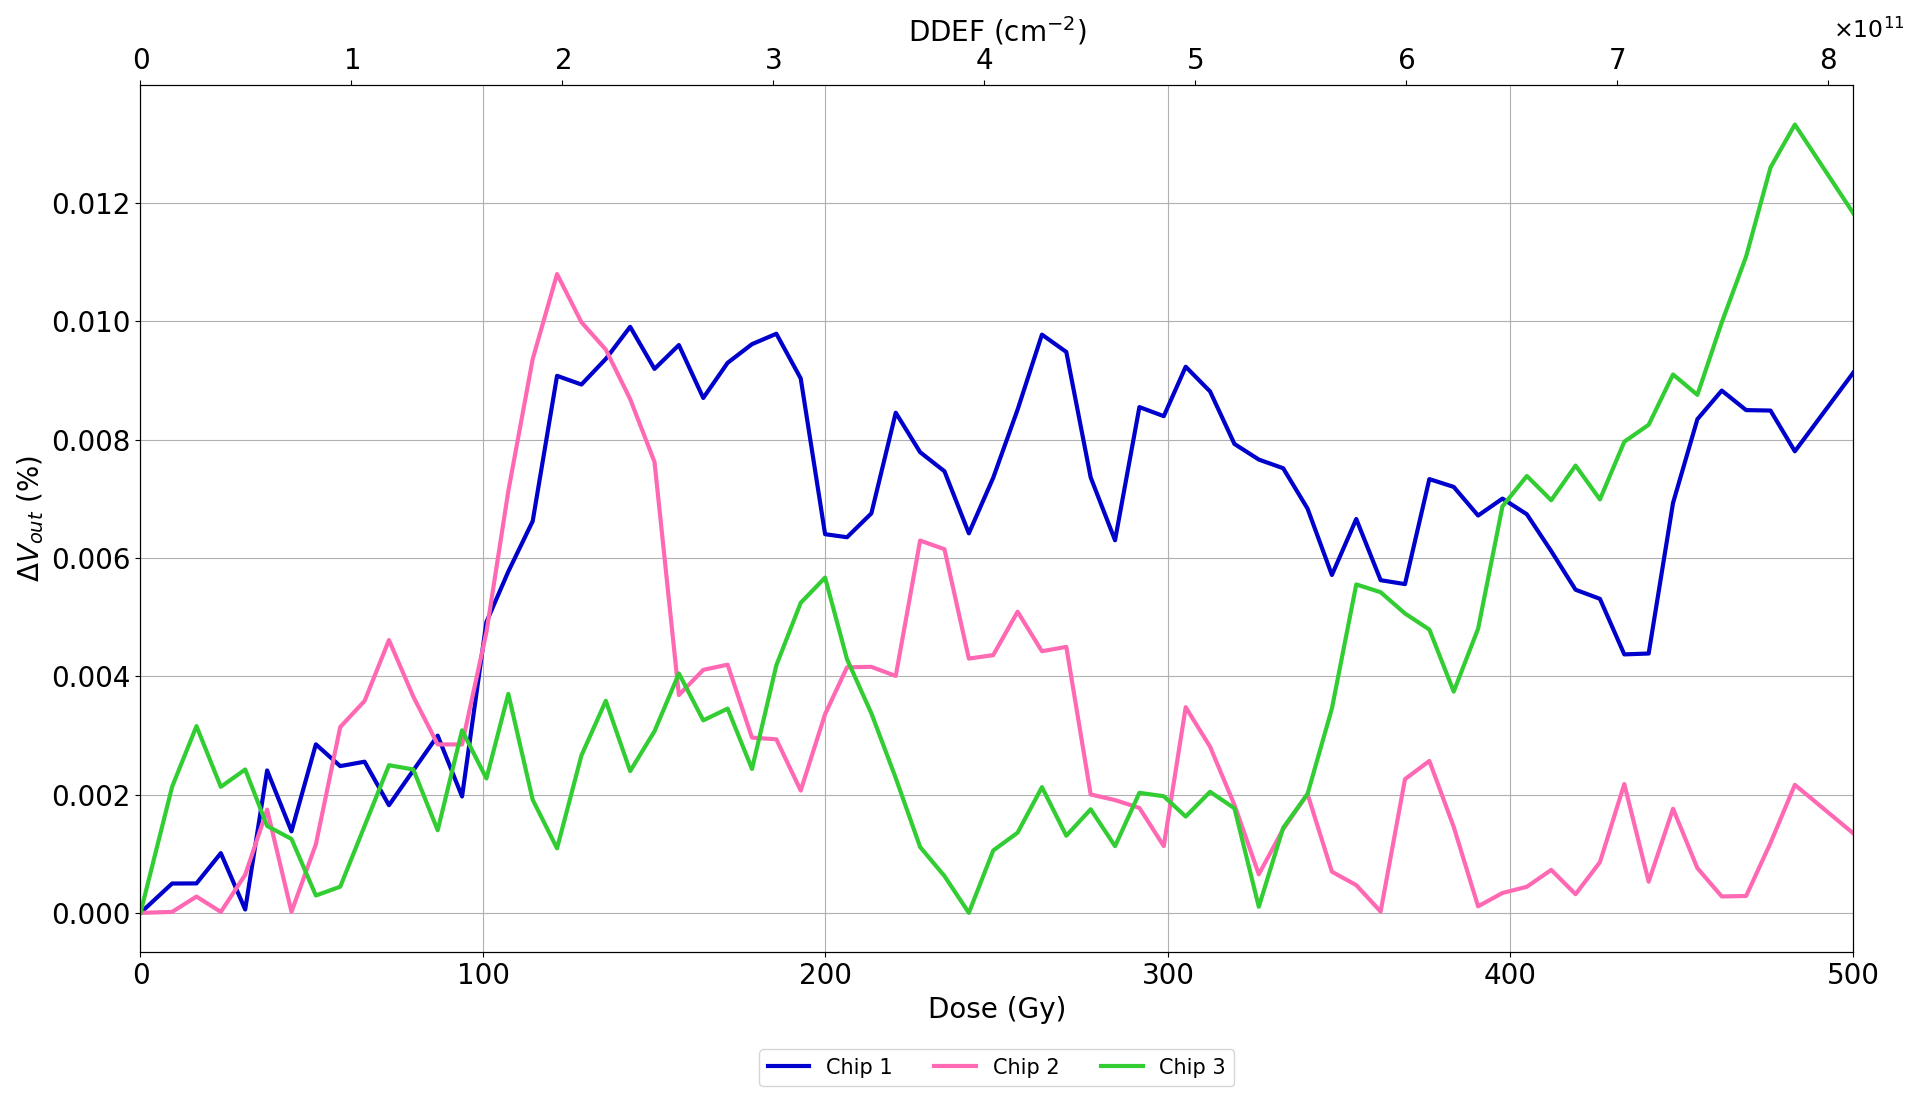 DDEF (cm⁻²)
×10¹¹
0 1 2 3 4 5 6 7 8
ΔV_out (%)
0.012
0.010
0.008
0.006
0.004
0.002
0.000
0 100 200 300 400 500
Dose (Gy)
Chip 1 Chip 2 Chip 3